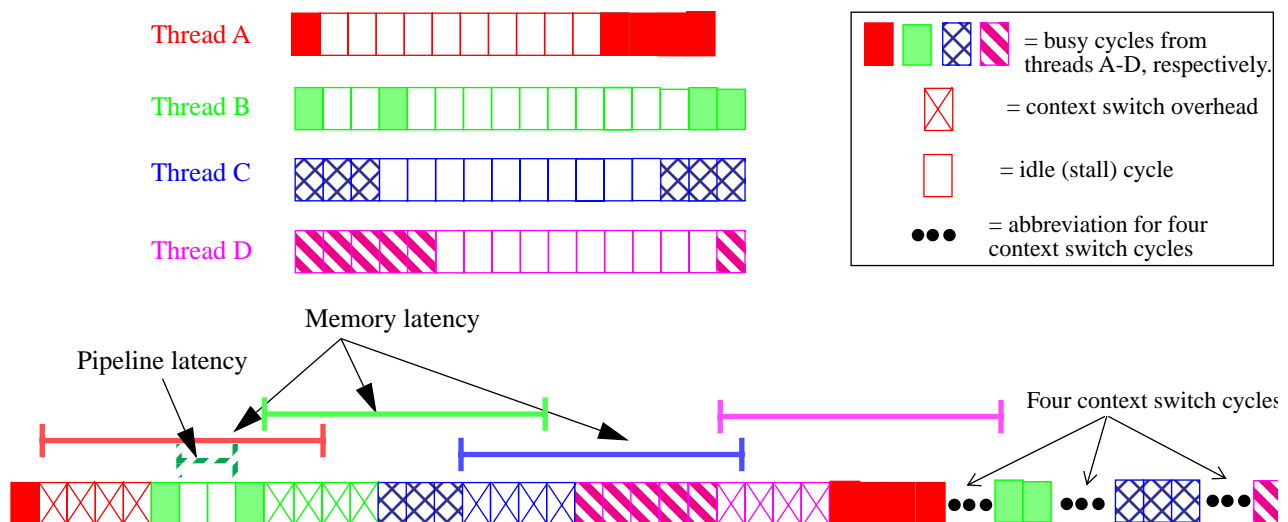 Thread A
Thread B
Thread C
Thread D
= busy cycles from
threads A-D, respectively.
= context switch overhead
= idle (stall) cycle
= abbreviation for four
context switch cycles
Memory latency
Pipeline latency
Four context switch cycles